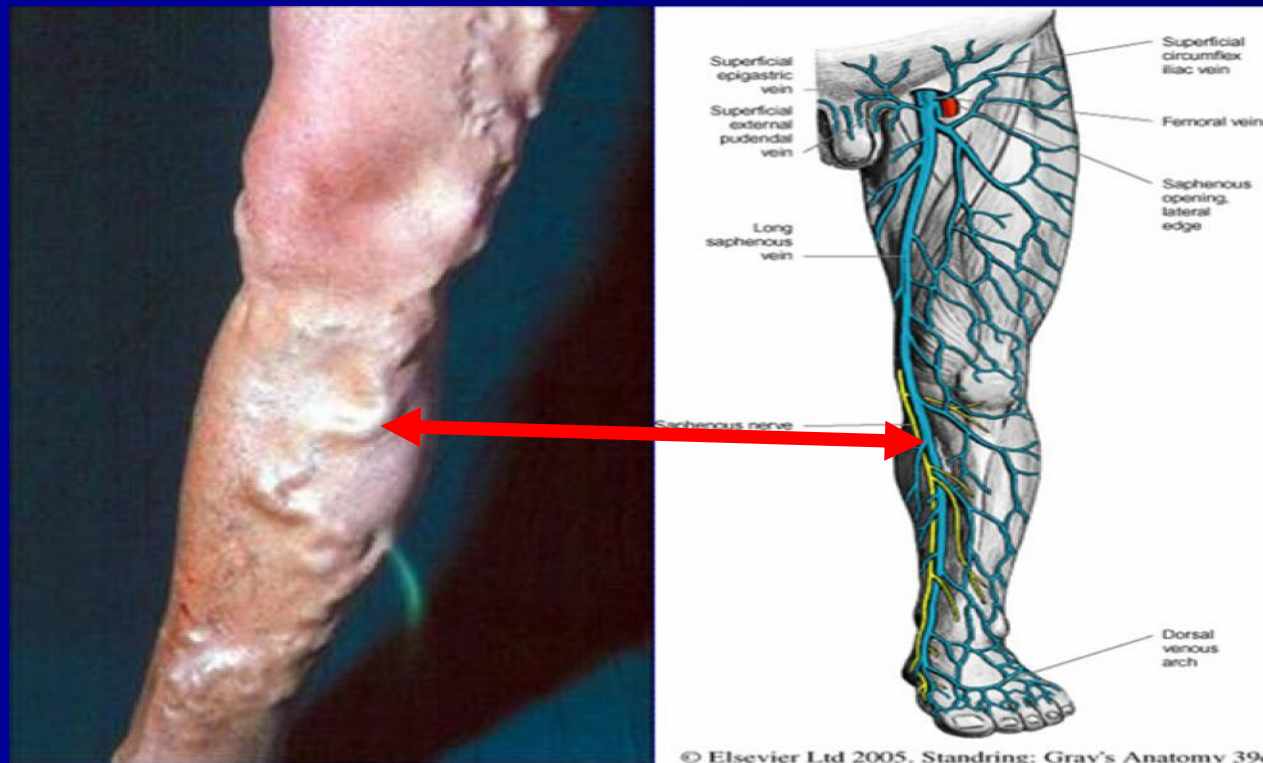 Superficial
epigastric
vein
Superficial
external
pudendal
vein
Long
saphenous
vein
Saphenous nerve
Superficial
circumflex
iliac vein
Femoral vein
Saphenous
opening,
lateral
edge
Dorsal
venous
arch
© Elsevier Ltd 2005. Standring: Gray's Anatomy 39